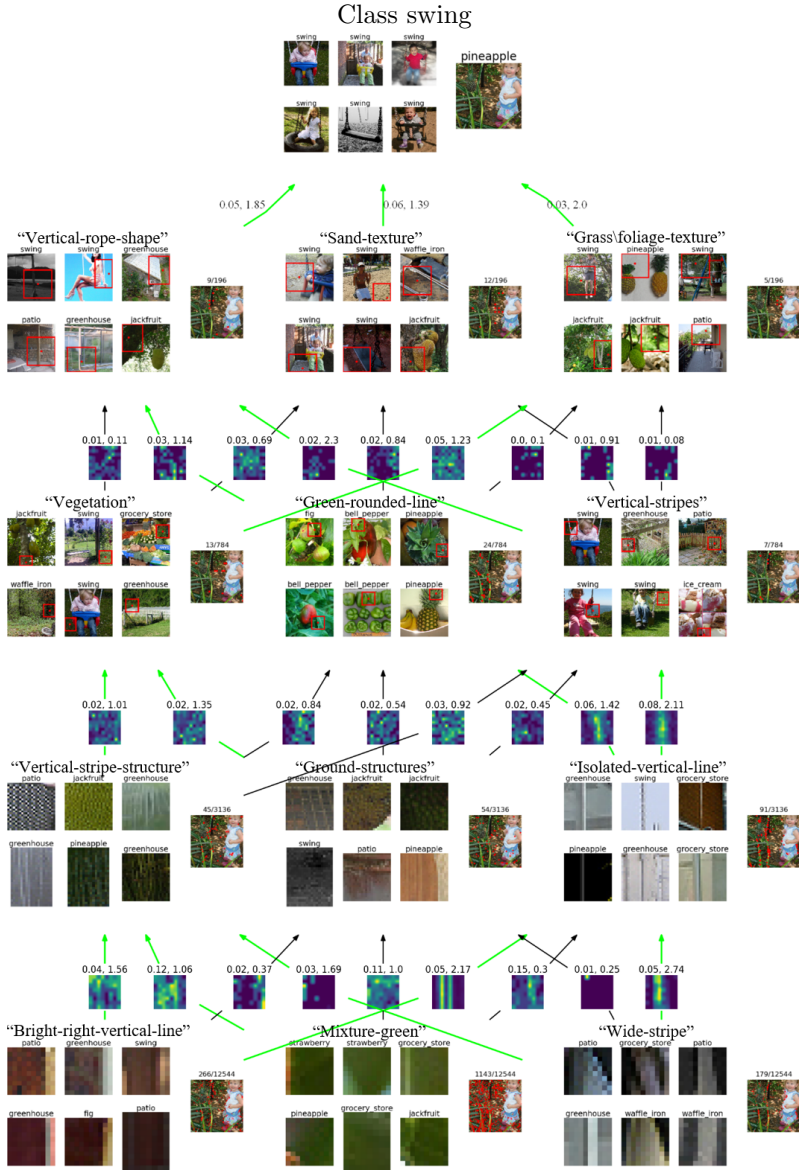 Class swing
swing swing swing
pineapple
swing swing swing
0.05, 1.85 0.06, 1.39 0.03, 2.0
“Vertical-rope-shape” “Sand-texture” “Grass\foliage-texture”
swing swing greenhouse swing swing waffle_iron swing pineapple swing
9/196 12/196 5/196
patio greenhouse jackfruit swing swing jackfruit jackfruit jackfruit patio
0.01, 0.11 0.03, 1.14 0.03, 0.69 0.02, 2.3 0.02, 0.84 0.05, 1.23 0.0, 0.1 0.01, 0.91 0.01, 0.08
“Vegetation” “Green-rounded-line” “Vertical-stripes”
jackfruit swing grocery_store fig bell_pepper pineapple swing greenhouse patio
13/784 24/784 7/784
waffle_iron swing greenhouse bell_pepper bell_pepper pineapple swing swing ice_cream
0.02, 1.01 0.02, 1.35 0.02, 0.84 0.02, 0.54 0.03, 0.92 0.02, 0.45 0.06, 1.42 0.08, 2.11
“Vertical-stripe-structure” “Ground-structures” “Isolated-vertical-line”
patio jackfruit greenhouse greenhouse jackfruit jackfruit greenhouse swing grocery_store
45/3136 54/3136 91/3136
greenhouse pineapple greenhouse swing patio pineapple pineapple greenhouse grocery_store
0.04, 1.56 0.12, 1.06 0.02, 0.37 0.03, 1.69 0.11, 1.0 0.05, 2.17 0.15, 0.3 0.01, 0.25 0.05, 2.74
“Bright-right-vertical-line” “Mixture-green” “Wide-stripe”
patio greenhouse swing strawberry strawberry grocery_store patio grocery_store patio
266/12544 1143/12544 179/12544
greenhouse fig patio pineapple grocery_store jackfruit greenhouse waffle_iron waffle_iron